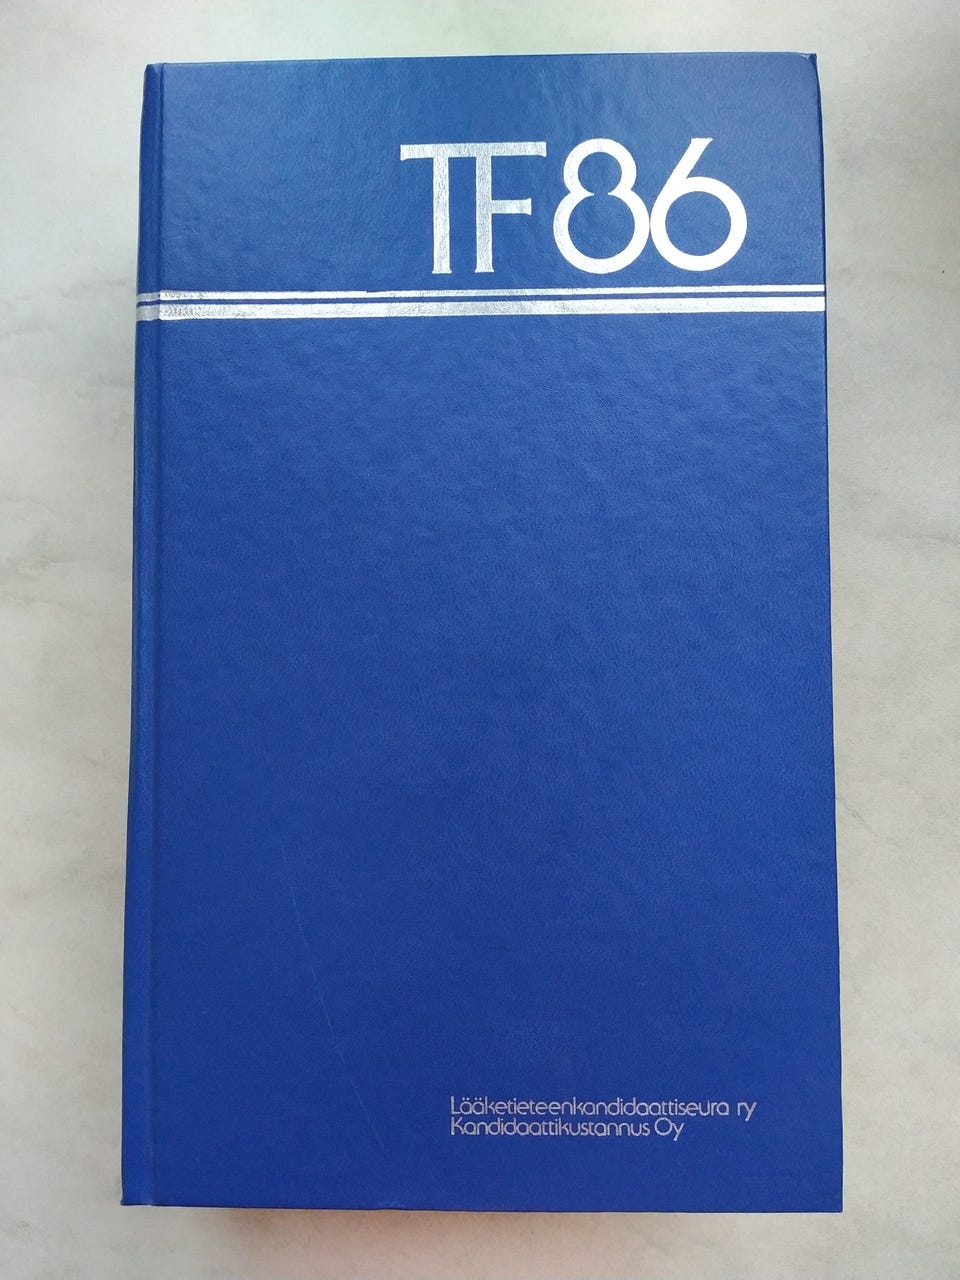 TF86
Lääketieteenkandidaattiseura ry
Kandidaattikustannus Oy